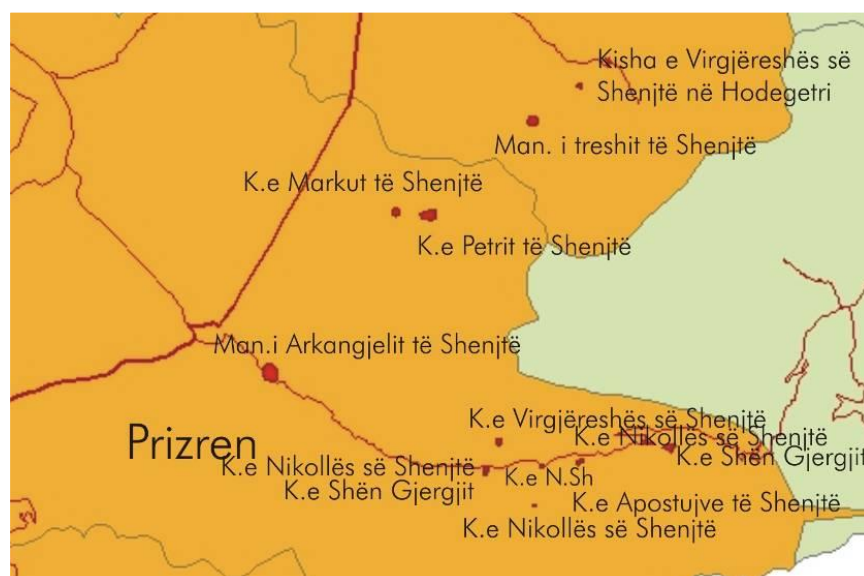 Kisha e Virgjëreshës së
Shenjtë në Hodegetri
Man. i treshit të Shenjtë
K.e Markut të Shenjtë
K.e Petrit të Shenjtë
Man.i Arkangjelit të Shenjtë
Prizren
K.e Virgjëreshës së Shenjtë
K.e Nikollës së Shenjtë
K.e Shën Gjergjit
K.e Nikollës së Shenjtë
K.e Shën Gjergjit
K.e N.Sh
K.e Apostujve të Shenjtë
K.e Nikollës së Shenjtë